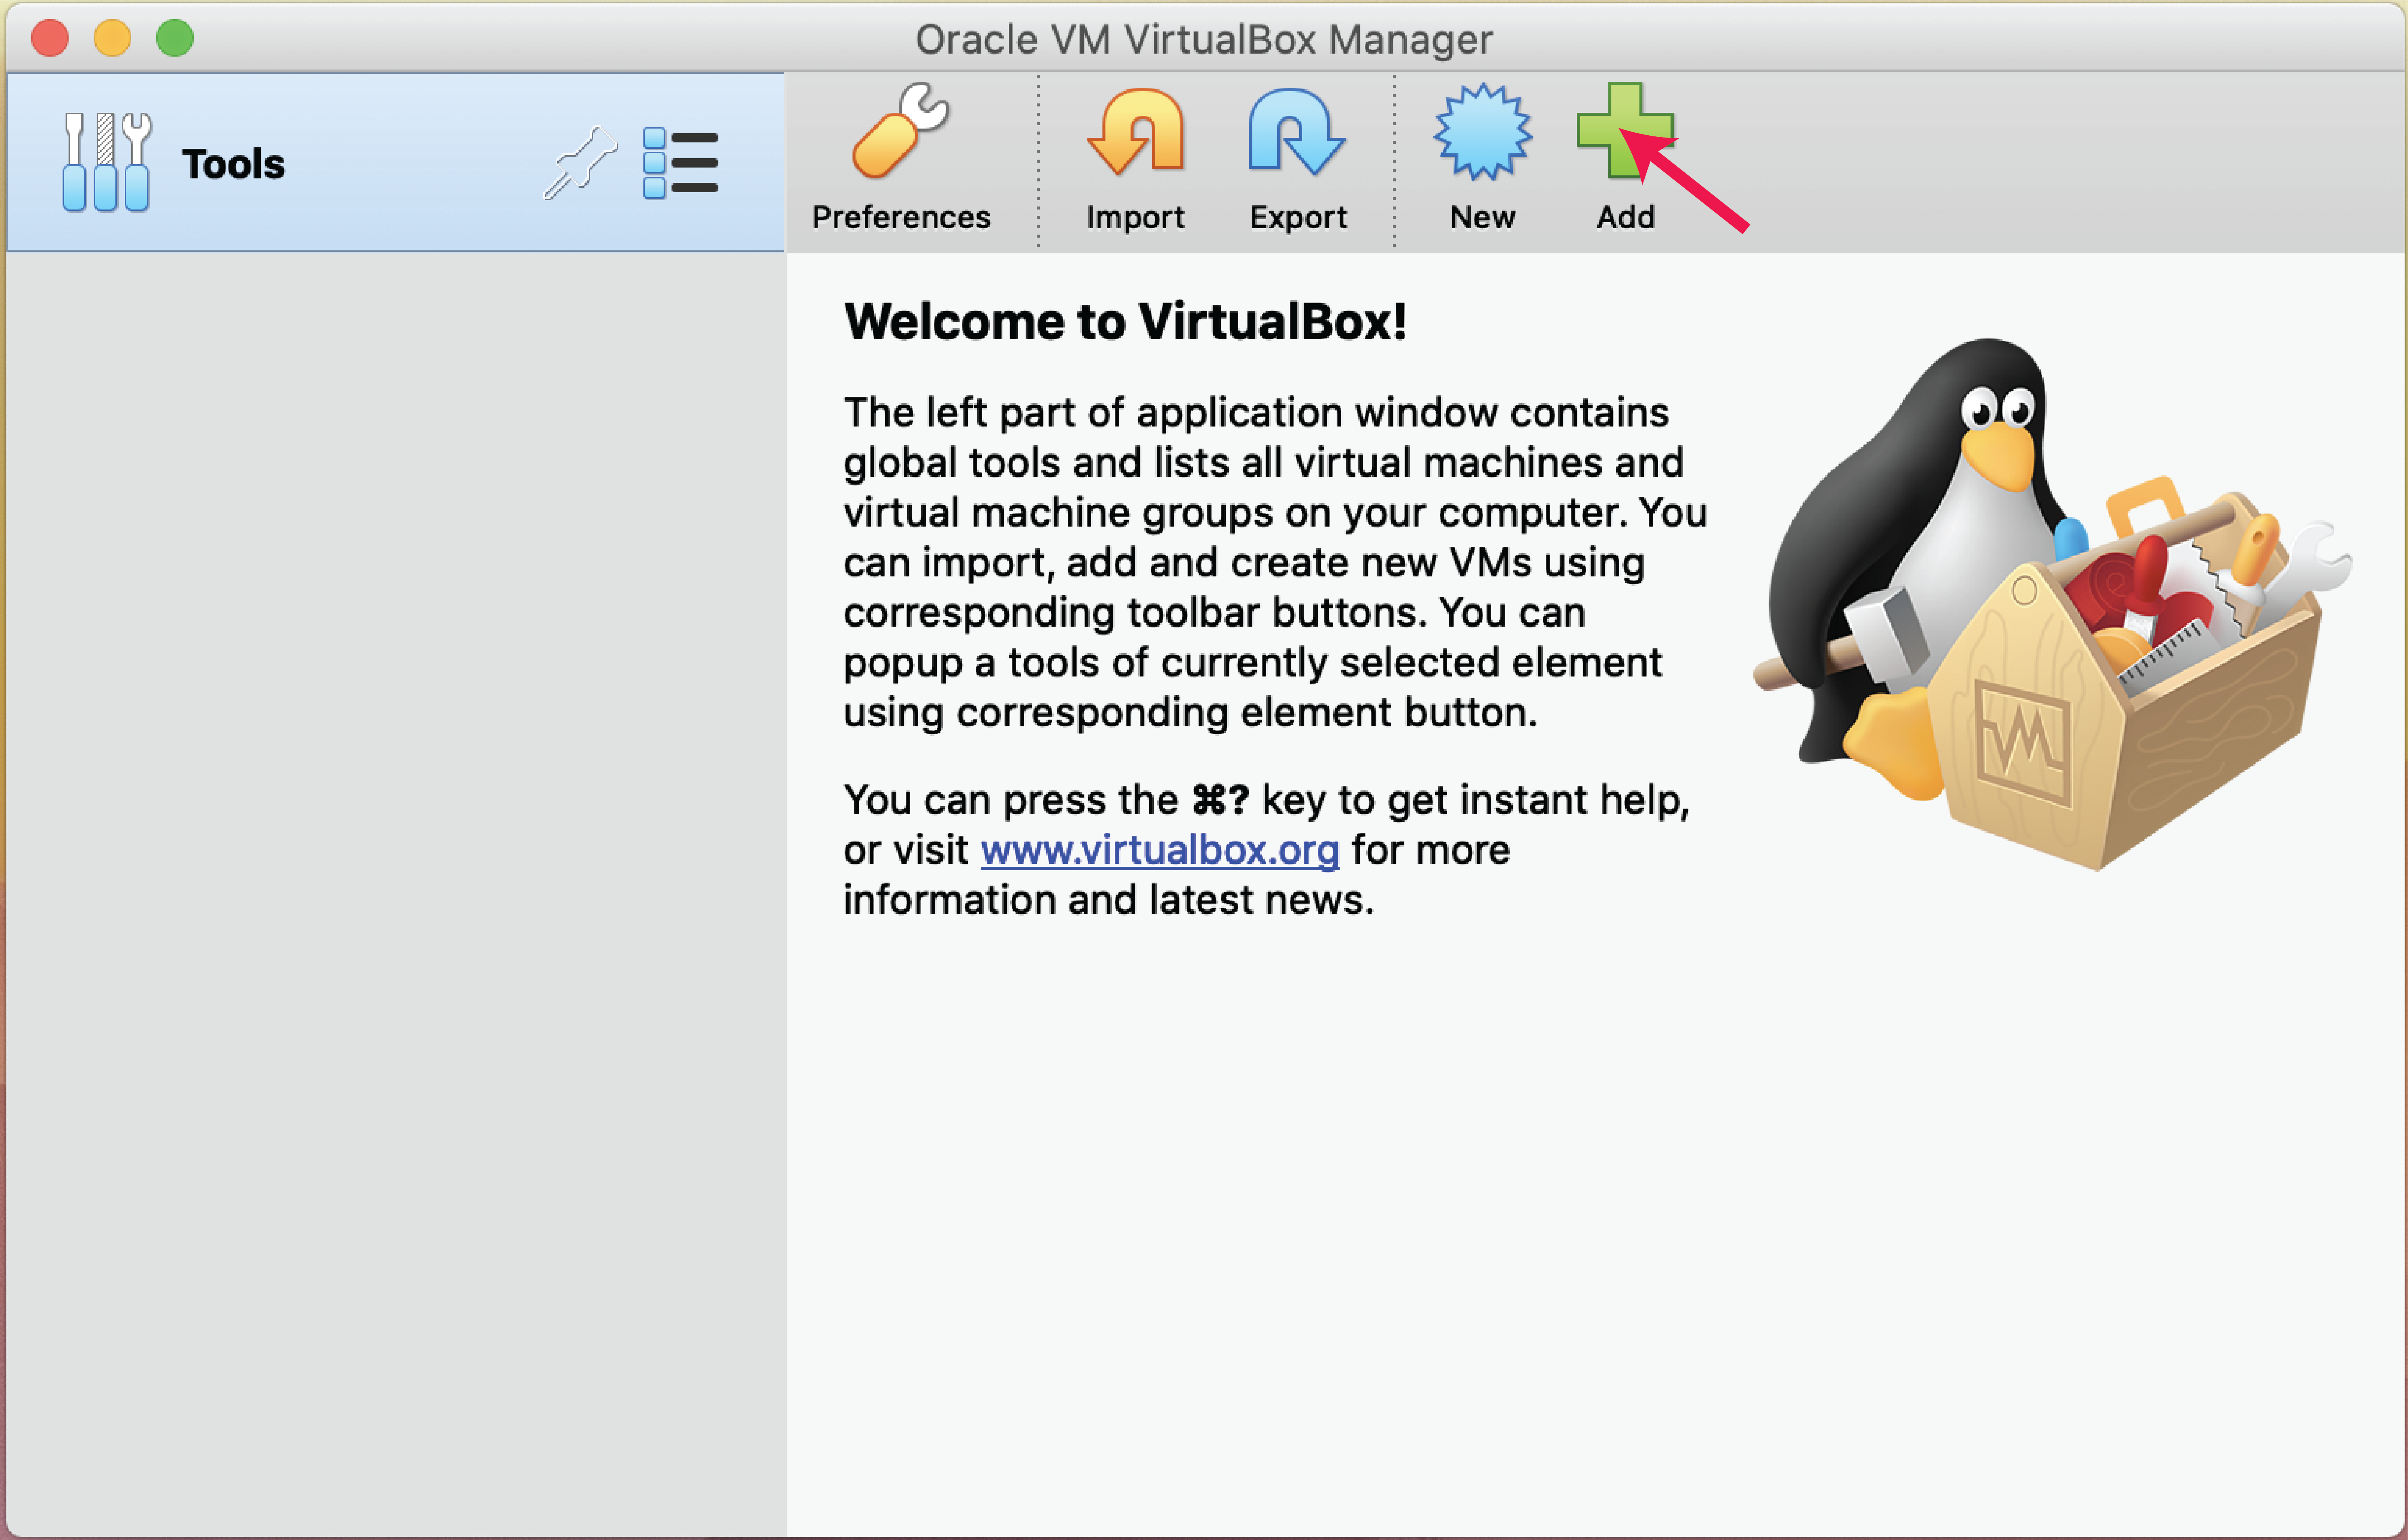 Oracle VM VirtualBox Manager
Tools
Preferences
Import
Export
New
Add
Welcome to VirtualBox!
The left part of application window contains
global tools and lists all virtual machines and
virtual machine groups on your computer. You
can import, add and create new VMs using
corresponding toolbar buttons. You can
popup a tools of currently selected element
using corresponding element button.
You can press the ⌘? key to get instant help,
or visit www.virtualbox.org for more
information and latest news.